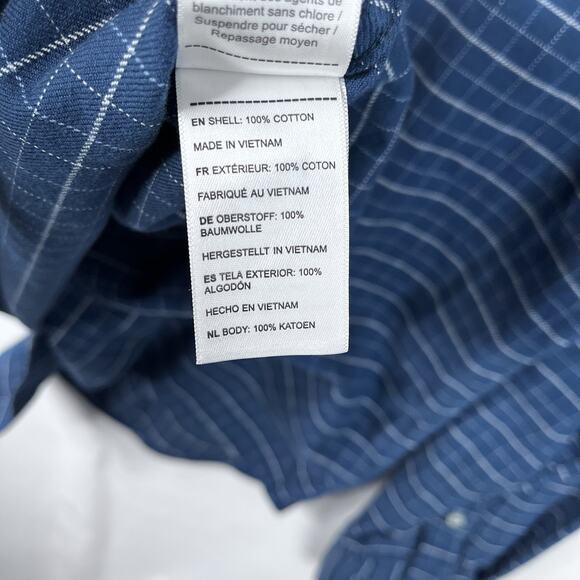 blanchiment sans chlore /
Suspendre pour sécher /
Repassage moyen
EN SHELL: 100% COTTON
MADE IN VIETNAM
FR EXTÉRIEUR: 100% COTON
FABRIQUÉ AU VIETNAM
DE OBERSTOFF: 100%
BAUMWOLLE
HERGESTELLT IN VIETNAM
ES TELA EXTERIOR: 100%
ALGODÓN
HECHO EN VIETNAM
NL BODY: 100% KATOEN